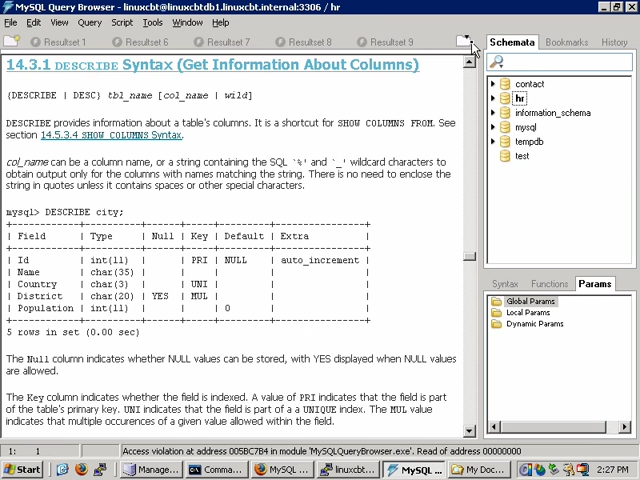 MySQL Query Browser - linuxcbt@linuxcbtdb1.linuxcbt.internal:3306 / hr
File Edit View Query Script Tools Window Help
Resultset 1 Resultset 6 Resultset 7 Resultset 8 Resultset 9
Schemata Bookmarks History
14.3.1 DESCRIBE Syntax (Get Information About Columns)
{DESCRIBE | DESC} tbl_name [col_name | wild]
DESCRIBE provides information about a table's columns. It is a shortcut for SHOW COLUMNS FROM. See
section 14.5.3.4 SHOW COLUMNS Syntax.
col_name can be a column name, or a string containing the SQL `%' and `_' wildcard characters to
obtain output only for the columns with names matching the string. There is no need to enclose the
string in quotes unless it contains spaces or other special characters.
mysql> DESCRIBE city;
+------------+----------+------+-----+---------+----------------+
| Field | Type | Null | Key | Default | Extra |
+------------+----------+------+-----+---------+----------------+
| Id | int(11) | | PRI | NULL | auto_increment |
| Name | char(35) | | | | |
| Country | char(3) | | UNI | | |
| District | char(20) | YES | MUL | | |
| Population | int(11) | | | 0 | |
+------------+----------+------+-----+---------+----------------+
5 rows in set (0.00 sec)
The Null column indicates whether NULL values can be stored, with YES displayed when NULL values
are allowed.
The Key column indicates whether the field is indexed. A value of PRI indicates that the field is part
of the table's primary key. UNI indicates that the field is part of a a UNIQUE index. The MUL value
indicates that multiple occurences of a given value allowed within the field.
contact
hr
information_schema
mysql
tempdb
test
Syntax Functions Params
Global Params
Local Params
Dynamic Params
1: 1 Access violation at address 005BC7B4 in module 'MySQLQueryBrowser.exe'. Read of address 00000000
Start Manage... Comma... MySQL ... linuxcbt... MySQL ... My Doc... 2:27 PM